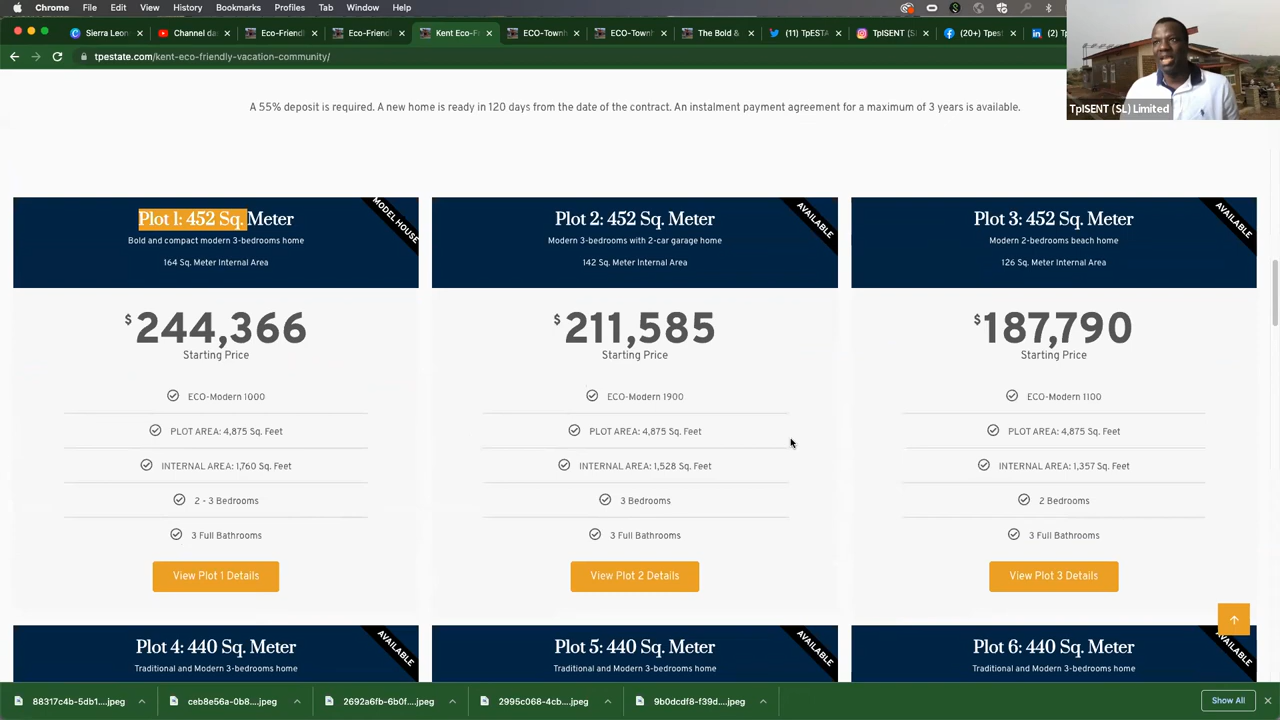 Chrome File Edit View History Bookmarks Profiles Tab Window Help
Sierra Leon Channel da Eco-Friendl Eco-Friendl Kent Eco-F ECO-Townh ECO-Townh The Bold & (11) TpESTA TpISENT (S (20+) Tpest (2) Tp
tpestate.com/kent-eco-friendly-vacation-community/
TpISENT (SL) Limited
A 55% deposit is required. A new home is ready in 120 days from the date of the contract. An instalment payment agreement for a maximum of 3 years is available.
Plot 1: 452 Sq. Meter
MODEL HOUSE
Bold and compact modern 3-bedrooms home
164 Sq. Meter Internal Area
$244,366
Starting Price
ECO-Modern 1000
PLOT AREA: 4,875 Sq. Feet
INTERNAL AREA: 1,760 Sq. Feet
2 - 3 Bedrooms
3 Full Bathrooms
View Plot 1 Details
Plot 2: 452 Sq. Meter
AVAILABLE
Modern 3-bedrooms with 2-car garage home
142 Sq. Meter Internal Area
$211,585
Starting Price
ECO-Modern 1900
PLOT AREA: 4,875 Sq. Feet
INTERNAL AREA: 1,528 Sq. Feet
3 Bedrooms
3 Full Bathrooms
View Plot 2 Details
Plot 3: 452 Sq. Meter
AVAILABLE
Modern 2-bedrooms beach home
126 Sq. Meter Internal Area
$187,790
Starting Price
ECO-Modern 1100
PLOT AREA: 4,875 Sq. Feet
INTERNAL AREA: 1,357 Sq. Feet
2 Bedrooms
3 Full Bathrooms
View Plot 3 Details
Plot 4: 440 Sq. Meter
AVAILABLE
Traditional and Modern 3-bedrooms home
Plot 5: 440 Sq. Meter
AVAILABLE
Traditional and Modern 3-bedrooms home
Plot 6: 440 Sq. Meter
AVAILABLE
Traditional and Modern 3-bedrooms home
88317c4b-5db1....jpeg ceb8e56a-0b8....jpeg 2692a6fb-6b0f....jpeg 2995c068-4cb....jpeg 9b0dcdf8-f39d....jpeg Show All